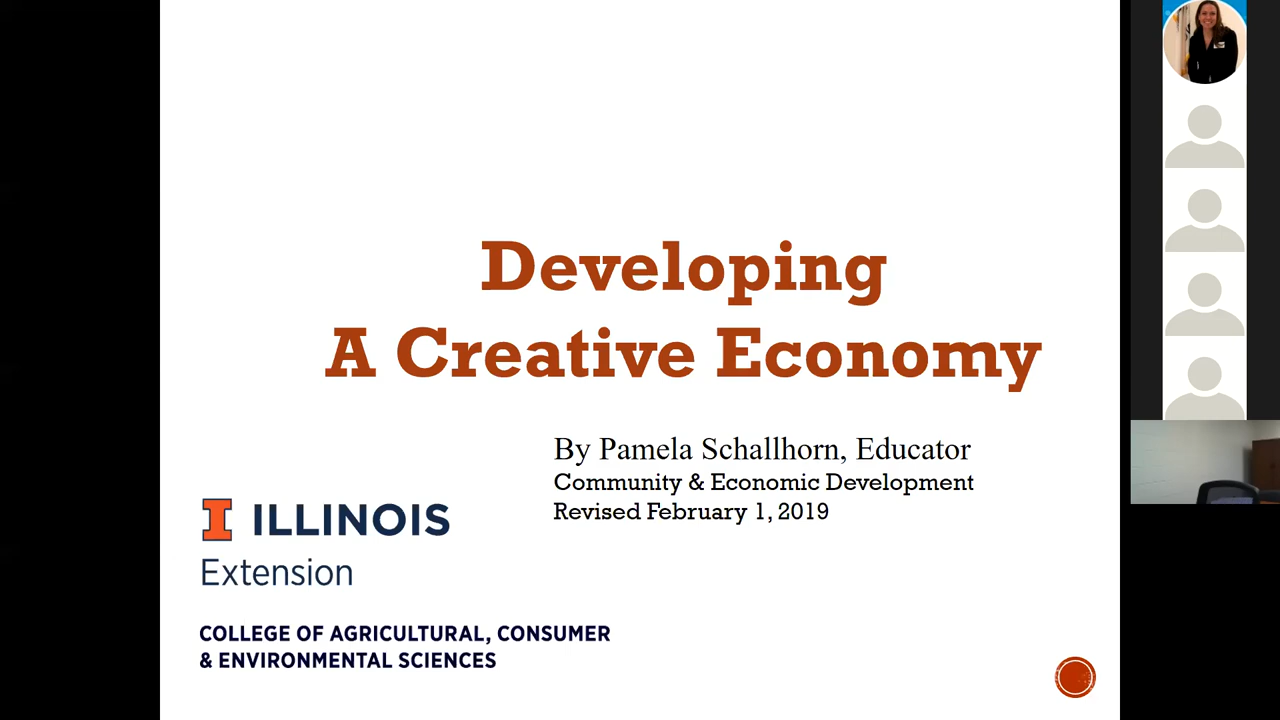 Developing
A Creative Economy
By Pamela Schallhorn, Educator
Community & Economic Development
Revised February 1, 2019
I ILLINOIS
Extension
COLLEGE OF AGRICULTURAL, CONSUMER
& ENVIRONMENTAL SCIENCES